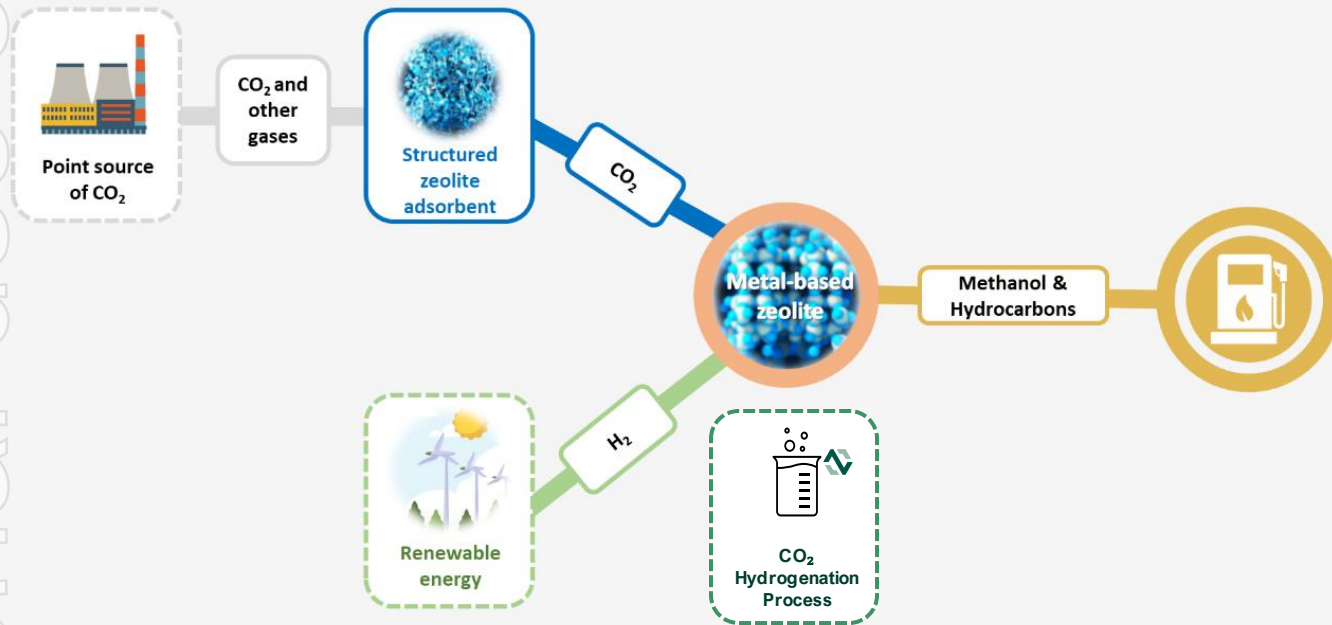 Point source
of CO₂
CO₂ and
other
gases
Structured
zeolite
adsorbent
CO₂
Metal-based
zeolite
Methanol &
Hydrocarbons
H₂
Renewable
energy
CO₂
Hydrogenation
Process